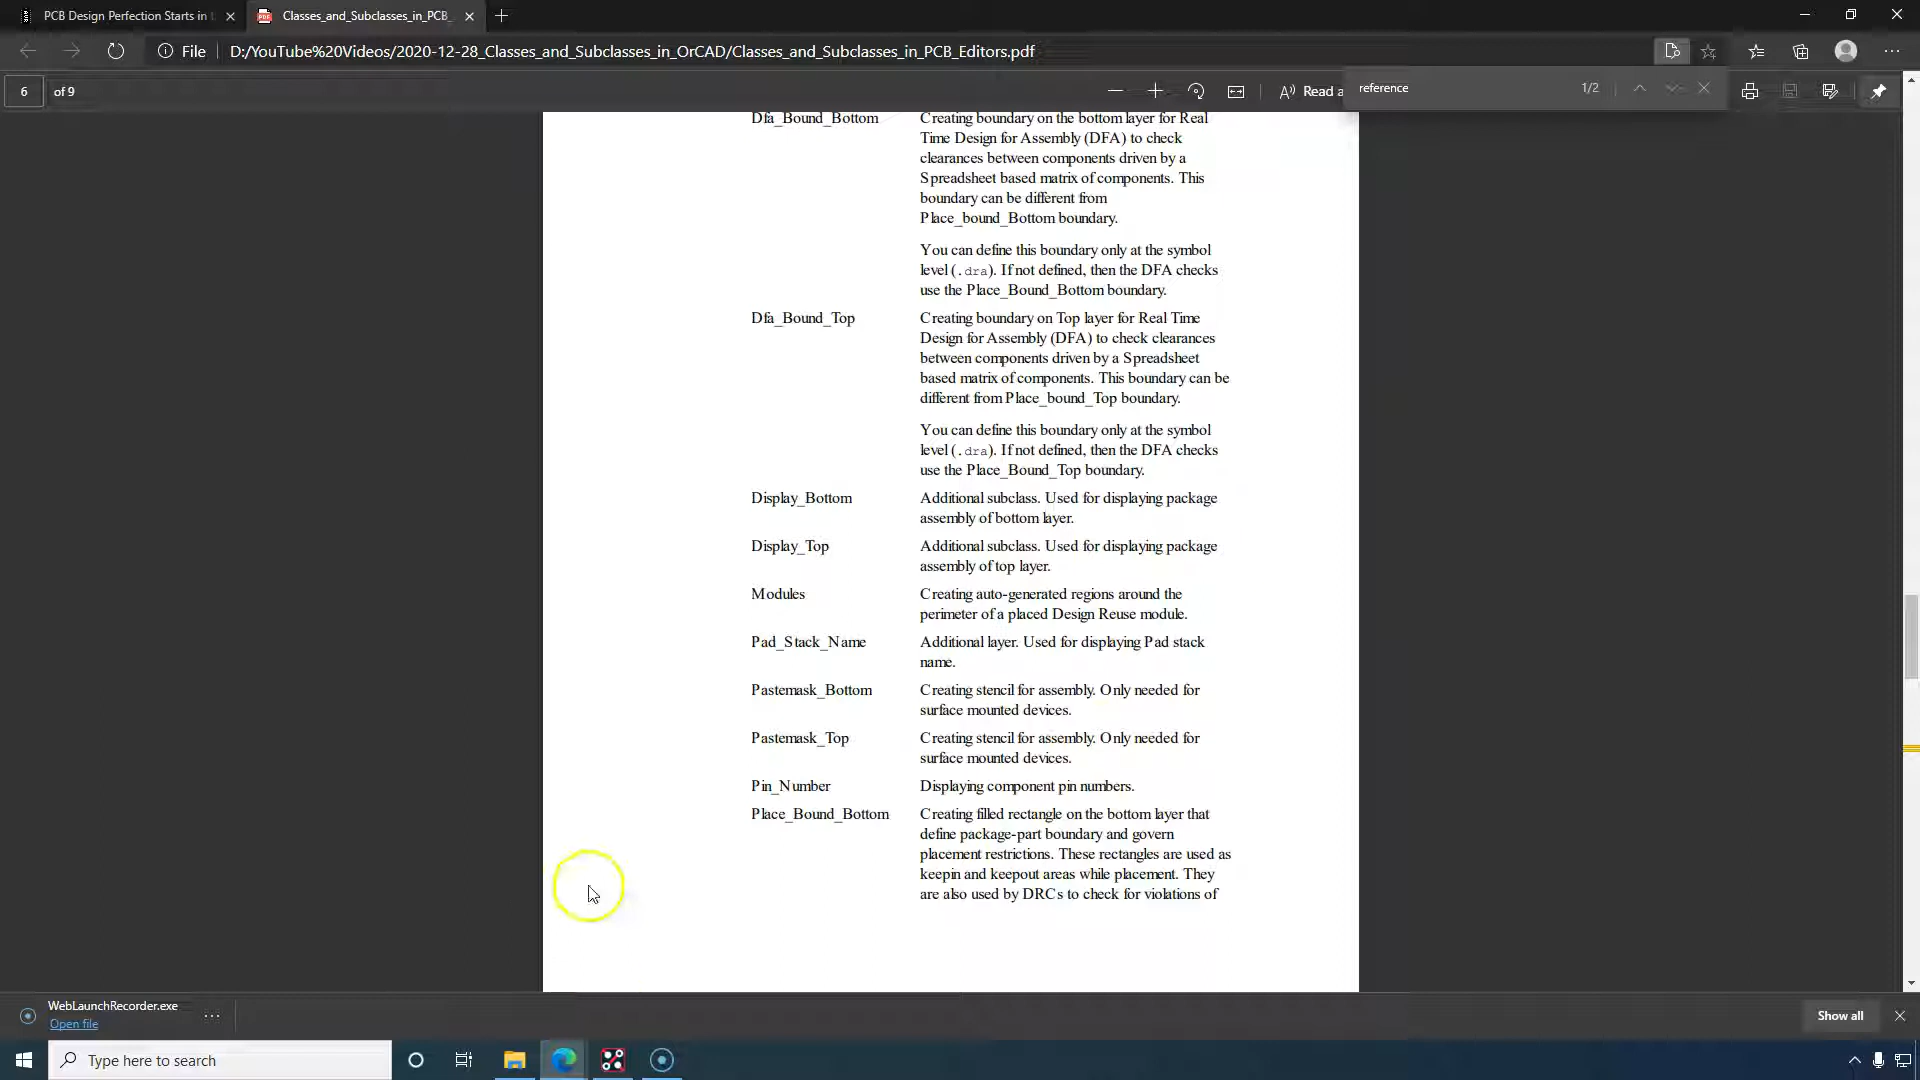 PCB Design Perfection Starts in t
Classes_and_Subclasses_in_PCB_
File
D:/YouTube%20Videos/2020-12-28_Classes_and_Subclasses_in_OrCAD/Classes_and_Subclasses_in_PCB_Editors.pdf
6 of 9
Read a
reference
1/2
Dfa_Bound_Bottom Creating boundary on the bottom layer for Real
Time Design for Assembly (DFA) to check
clearances between components driven by a
Spreadsheet based matrix of components. This
boundary can be different from
Place_bound_Bottom boundary.
You can define this boundary only at the symbol
level (.dra). If not defined, then the DFA checks
use the Place_Bound_Bottom boundary.
Dfa_Bound_Top Creating boundary on Top layer for Real Time
Design for Assembly (DFA) to check clearances
between components driven by a Spreadsheet
based matrix of components. This boundary can be
different from Place_bound_Top boundary.
You can define this boundary only at the symbol
level (.dra). If not defined, then the DFA checks
use the Place_Bound_Top boundary.
Display_Bottom Additional subclass. Used for displaying package
assembly of bottom layer.
Display_Top Additional subclass. Used for displaying package
assembly of top layer.
Modules Creating auto-generated regions around the
perimeter of a placed Design Reuse module.
Pad_Stack_Name Additional layer. Used for displaying Pad stack
name.
Pastemask_Bottom Creating stencil for assembly. Only needed for
surface mounted devices.
Pastemask_Top Creating stencil for assembly. Only needed for
surface mounted devices.
Pin_Number Displaying component pin numbers.
Place_Bound_Bottom Creating filled rectangle on the bottom layer that
define package-part boundary and govern
placement restrictions. These rectangles are used as
keepin and keepout areas while placement. They
are also used by DRCs to check for violations of
WebLaunchRecorder.exe
Open file
Show all
Type here to search